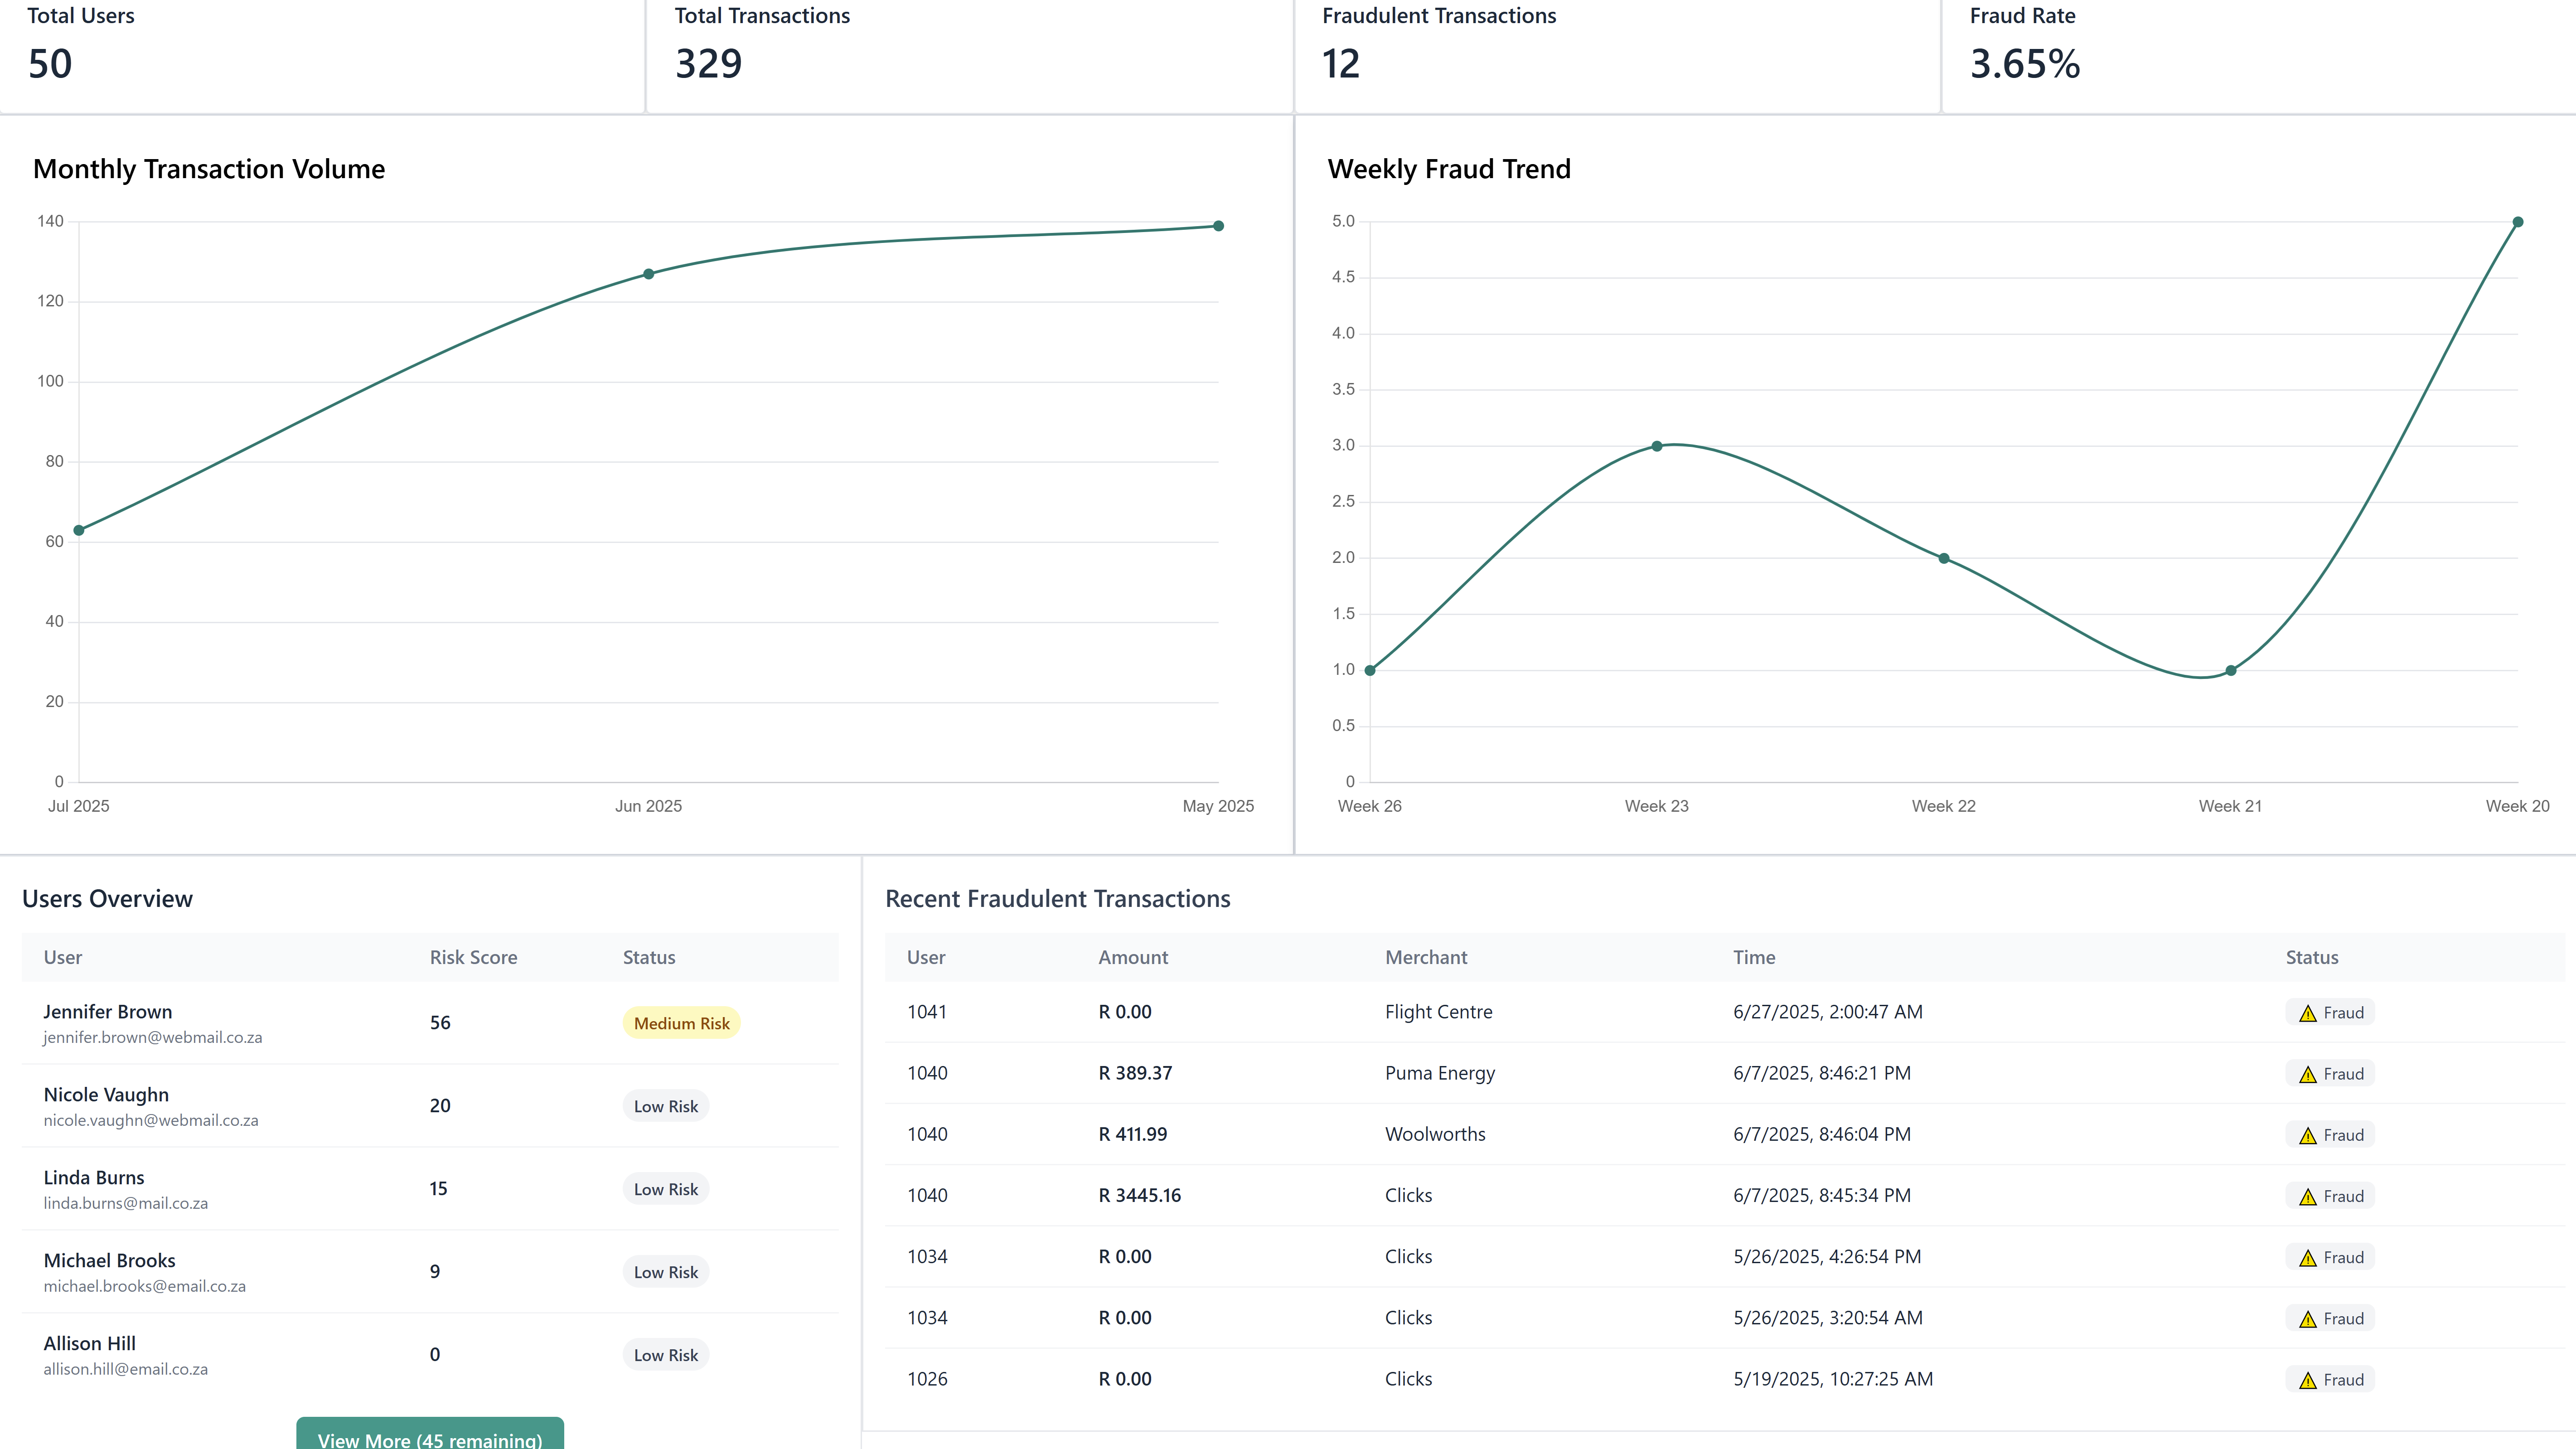 Total Users
50
Total Transactions
329
Fraudulent Transactions
12
Fraud Rate
3.65%
Monthly Transaction Volume
140
120
100
80
60
40
20
0
Jul 2025
Jun 2025
May 2025
Weekly Fraud Trend
5.0
4.5
4.0
3.5
3.0
2.5
2.0
1.5
1.0
0.5
0
Week 26
Week 23
Week 22
Week 21
Week 20
Users Overview
User Risk Score Status
Jennifer Brown
jennifer.brown@webmail.co.za
56
Medium Risk
Nicole Vaughn
nicole.vaughn@webmail.co.za
20
Low Risk
Linda Burns
linda.burns@mail.co.za
15
Low Risk
Michael Brooks
michael.brooks@email.co.za
9
Low Risk
Allison Hill
allison.hill@email.co.za
0
Low Risk
View More (45 remaining)
Recent Fraudulent Transactions
User Amount Merchant Time Status
1041 R 0.00 Flight Centre 6/27/2025, 2:00:47 AM Fraud
1040 R 389.37 Puma Energy 6/7/2025, 8:46:21 PM Fraud
1040 R 411.99 Woolworths 6/7/2025, 8:46:04 PM Fraud
1040 R 3445.16 Clicks 6/7/2025, 8:45:34 PM Fraud
1034 R 0.00 Clicks 5/26/2025, 4:26:54 PM Fraud
1034 R 0.00 Clicks 5/26/2025, 3:20:54 AM Fraud
1026 R 0.00 Clicks 5/19/2025, 10:27:25 AM Fraud